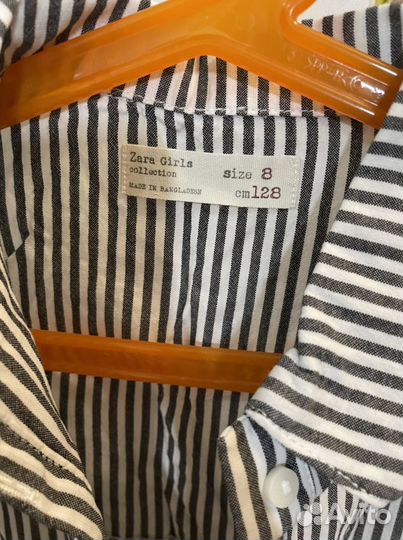 Zara Girls
collection
MADE IN BANGLADESH
size 8
cm128
Avito